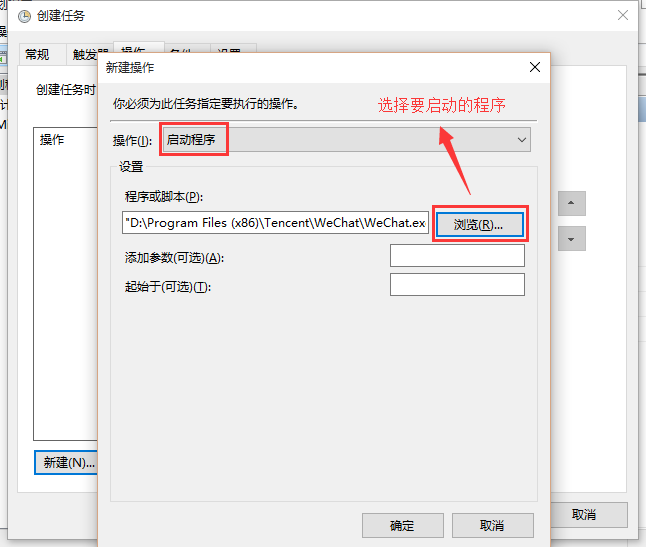 创建任务
常规 触发器 操作 条件 设置
新建操作
创建任务时
你必须为此任务指定要执行的操作。
选择要启动的程序
操作
操作(I): 启动程序
设置
程序或脚本(P):
"D:\Program Files (x86)\Tencent\WeChat\WeChat.ex
浏览(R)...
添加参数(可选)(A):
起始于(可选)(T):
新建(N)...
确定
取消
取消